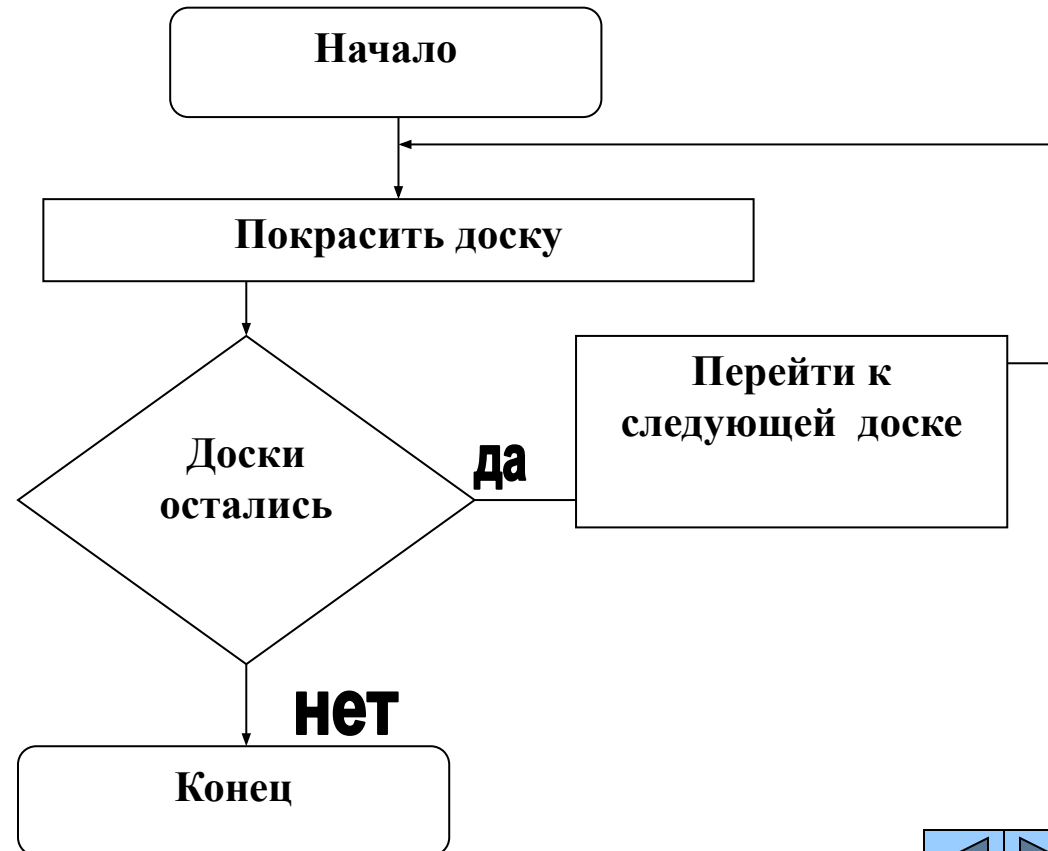 Начало
Покрасить доску
Перейти к
следующей доске
Доски
остались
да
нет
Конец